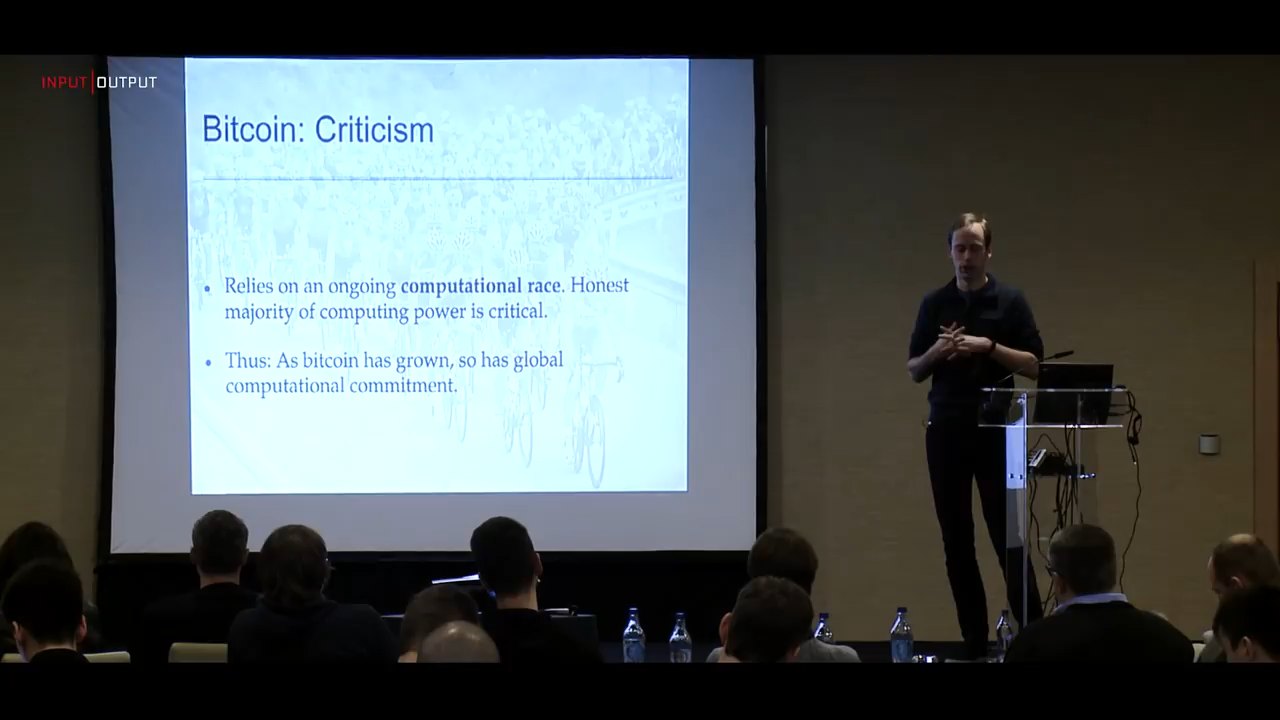 INPUT|OUTPUT
Bitcoin: Criticism
• Relies on an ongoing computational race. Honest
majority of computing power is critical.
• Thus: As bitcoin has grown, so has global
computational commitment.